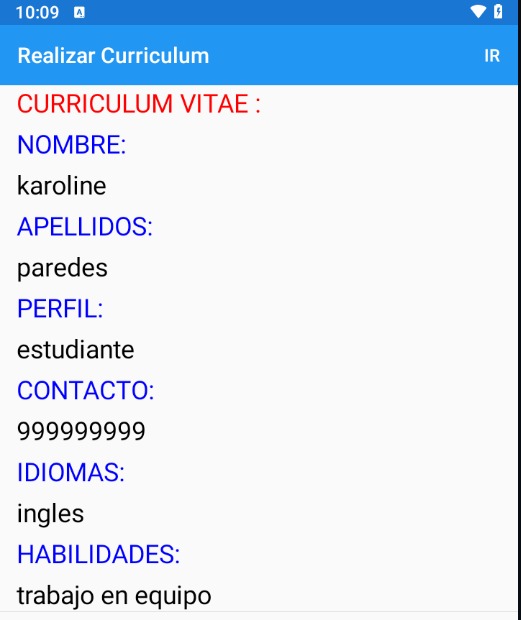 10:09 A
Realizar Curriculum IR
CURRICULUM VITAE :
NOMBRE:
karoline
APELLIDOS:
paredes
PERFIL:
estudiante
CONTACTO:
999999999
IDIOMAS:
ingles
HABILIDADES:
trabajo en equipo